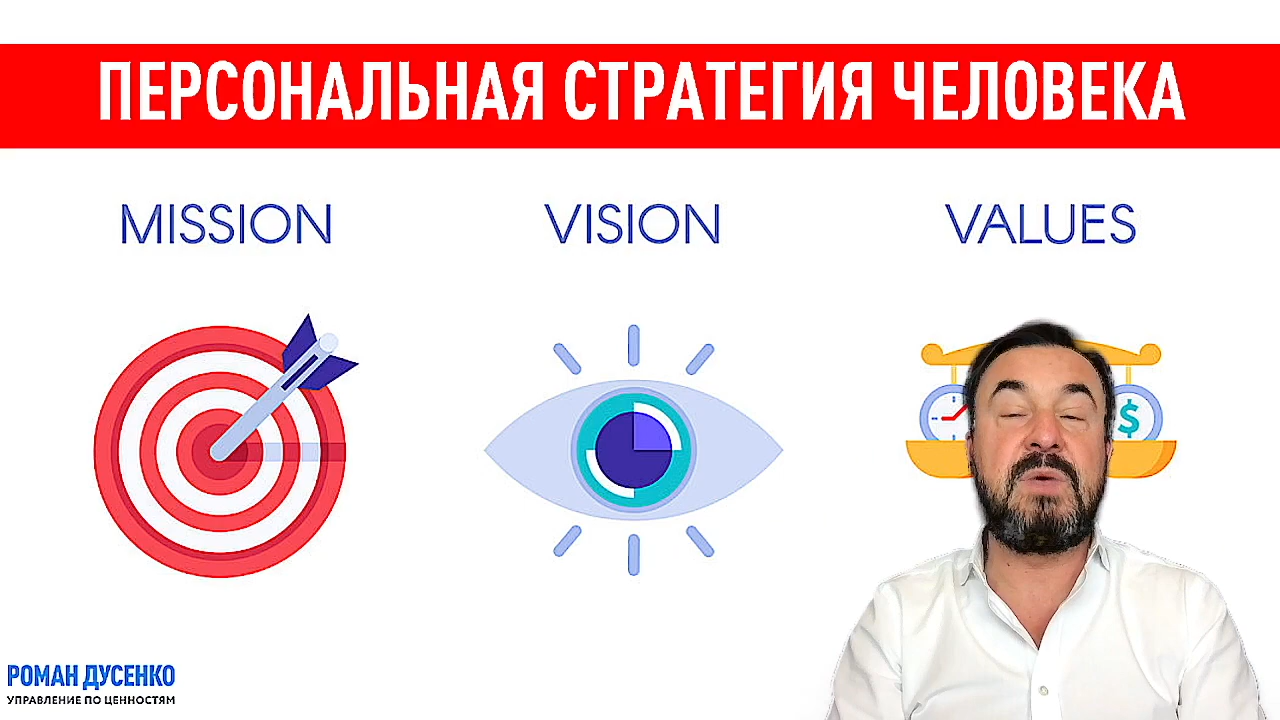 ПЕРСОНАЛЬНАЯ СТРАТЕГИЯ ЧЕЛОВЕКА
MISSION VISION VALUES
$
РОМАН ДУСЕНКО
УПРАВЛЕНИЕ ПО ЦЕННОСТЯМ